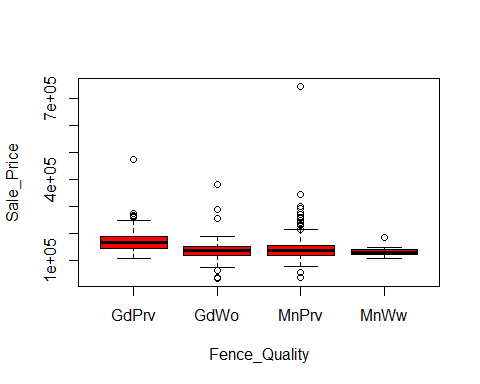 7e+05
4e+05
1e+05
Sale_Price
GdPrv GdWo MnPrv MnWw
Fence_Quality